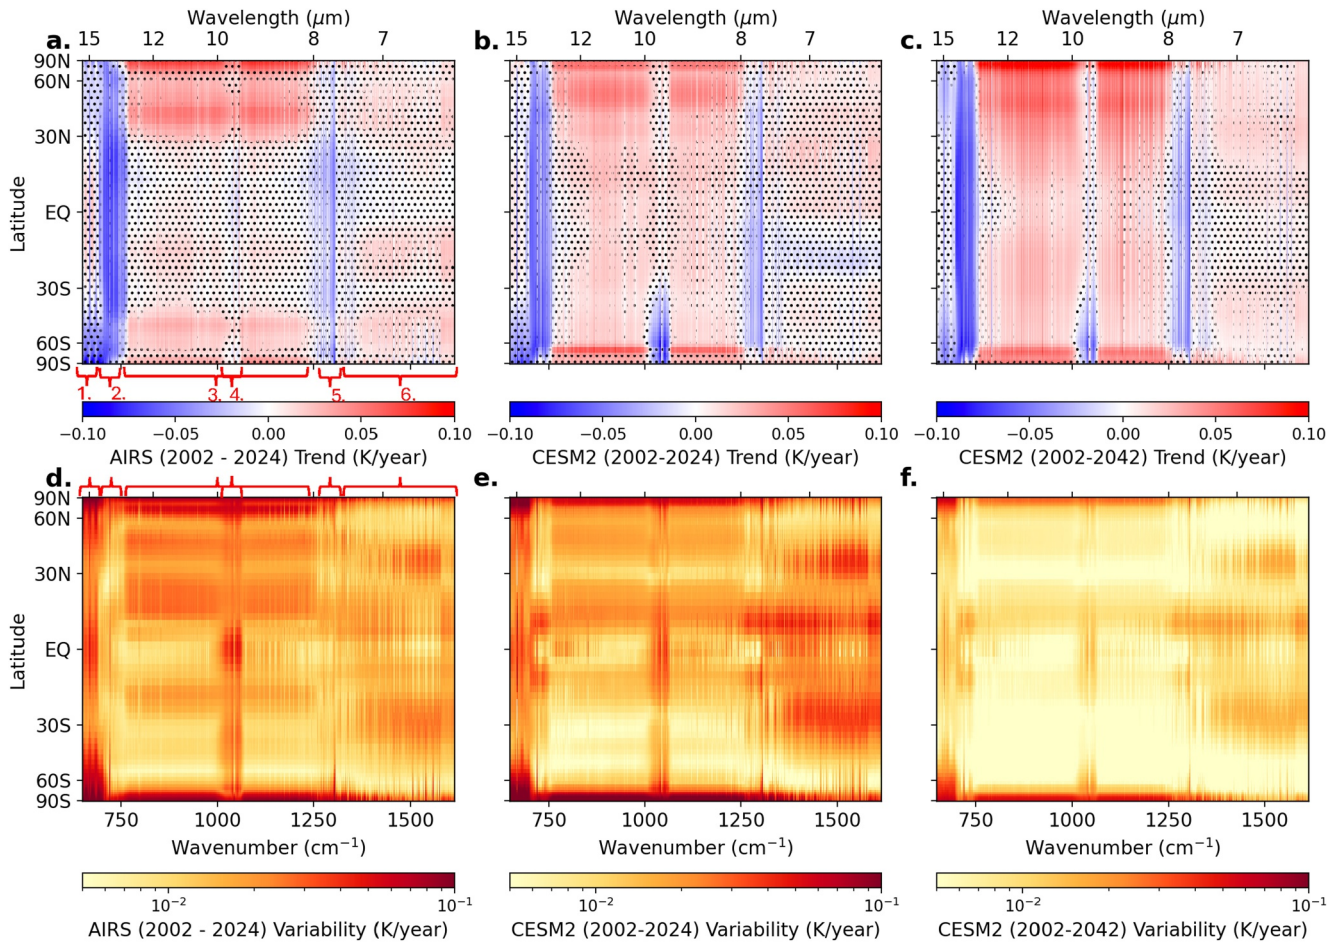 Wavelength (μm) Wavelength (μm) Wavelength (μm)
a. 15 12 10 8 7 b. 15 12 10 8 7 c. 15 12 10 8 7
90N
60N
30N
EQ
30S
60S
90S
Latitude
1. 2. 3. 4. 5. 6.
−0.10 −0.05 0.00 0.05 0.10 −0.10 −0.05 0.00 0.05 0.10 −0.10 −0.05 0.00 0.05 0.10
AIRS (2002 - 2024) Trend (K/year) CESM2 (2002-2024) Trend (K/year) CESM2 (2002-2042) Trend (K/year)
d. e. f.
90N
60N
30N
EQ
30S
60S
90S
Latitude
750 1000 1250 1500 750 1000 1250 1500 750 1000 1250 1500
Wavenumber (cm⁻¹) Wavenumber (cm⁻¹) Wavenumber (cm⁻¹)
10⁻² 10⁻¹ 10⁻² 10⁻¹ 10⁻² 10⁻¹
AIRS (2002 - 2024) Variability (K/year) CESM2 (2002-2024) Variability (K/year) CESM2 (2002-2042) Variability (K/year)